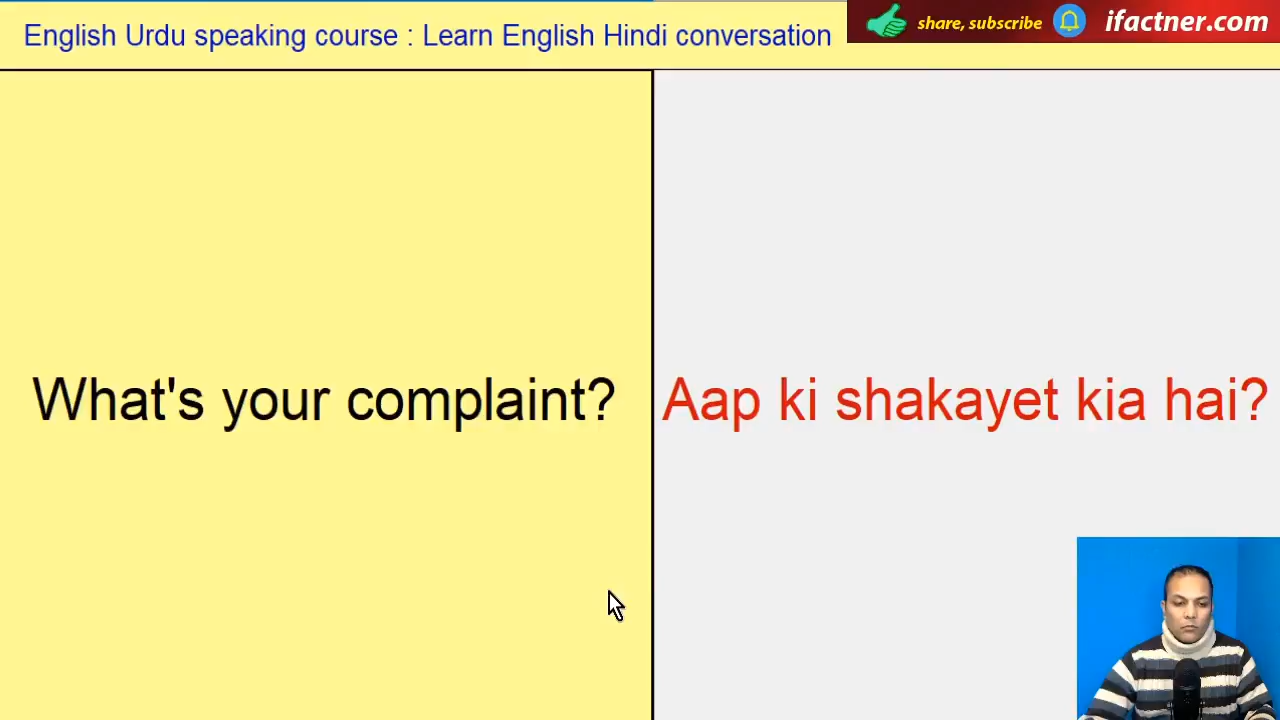 English Urdu speaking course : Learn English Hindi conversation
share, subscribe
ifactner.com
What's your complaint?
Aap ki shakayet kia hai?